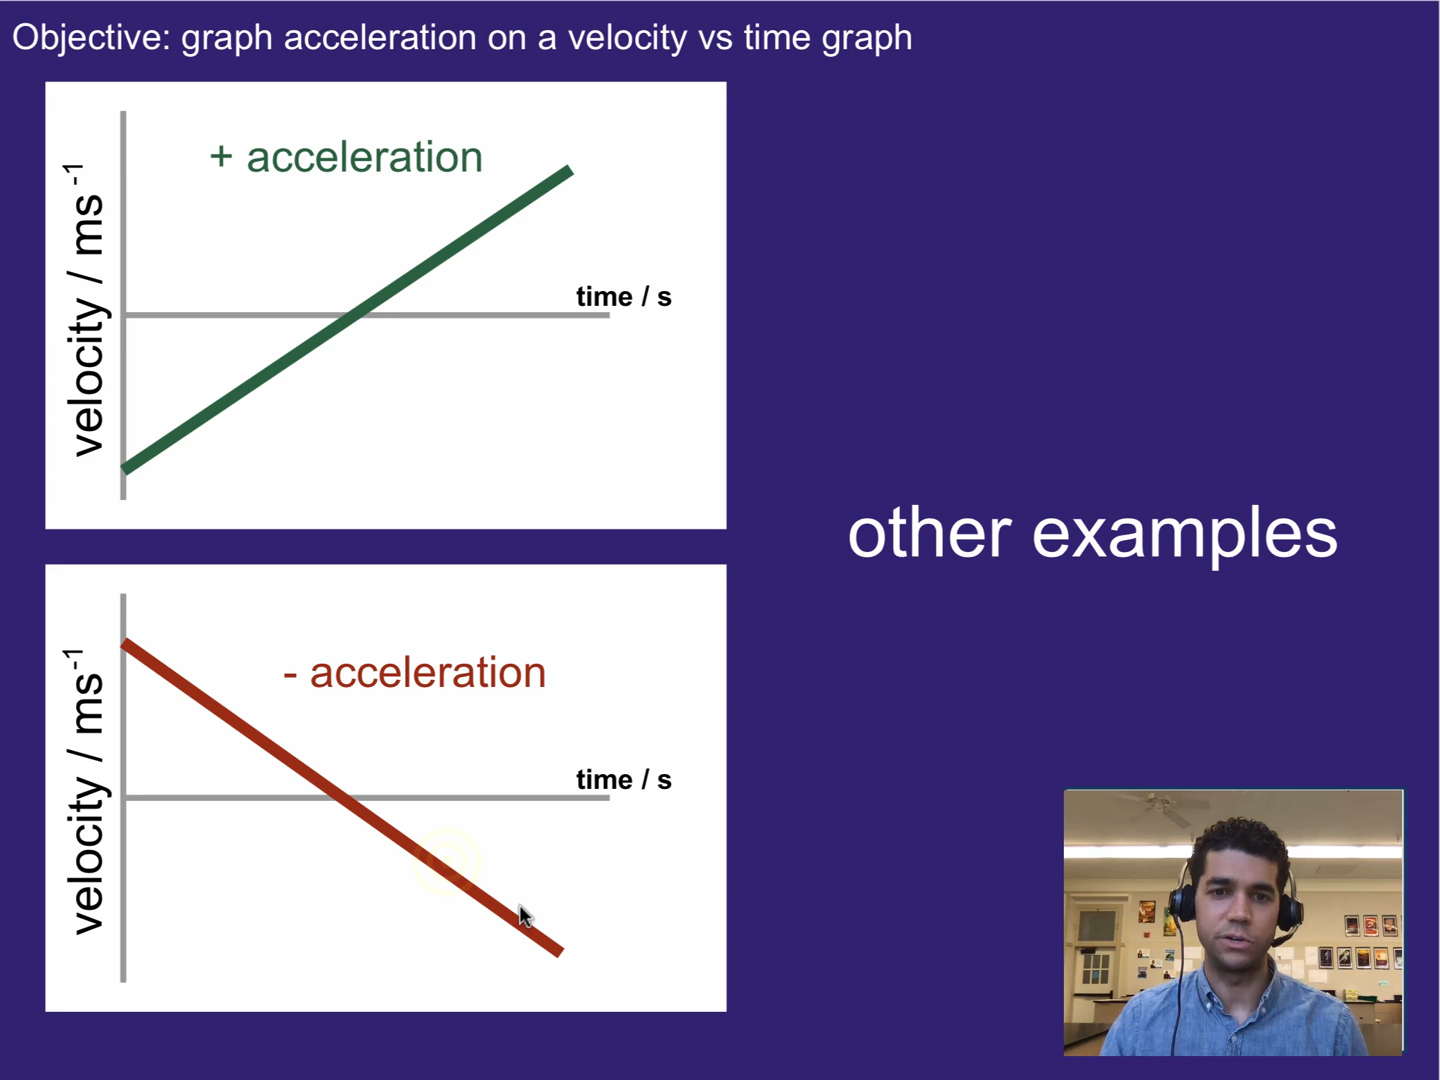 Objective: graph acceleration on a velocity vs time graph
+ acceleration
velocity / ms⁻¹
time / s
other examples
- acceleration
velocity / ms⁻¹
time / s